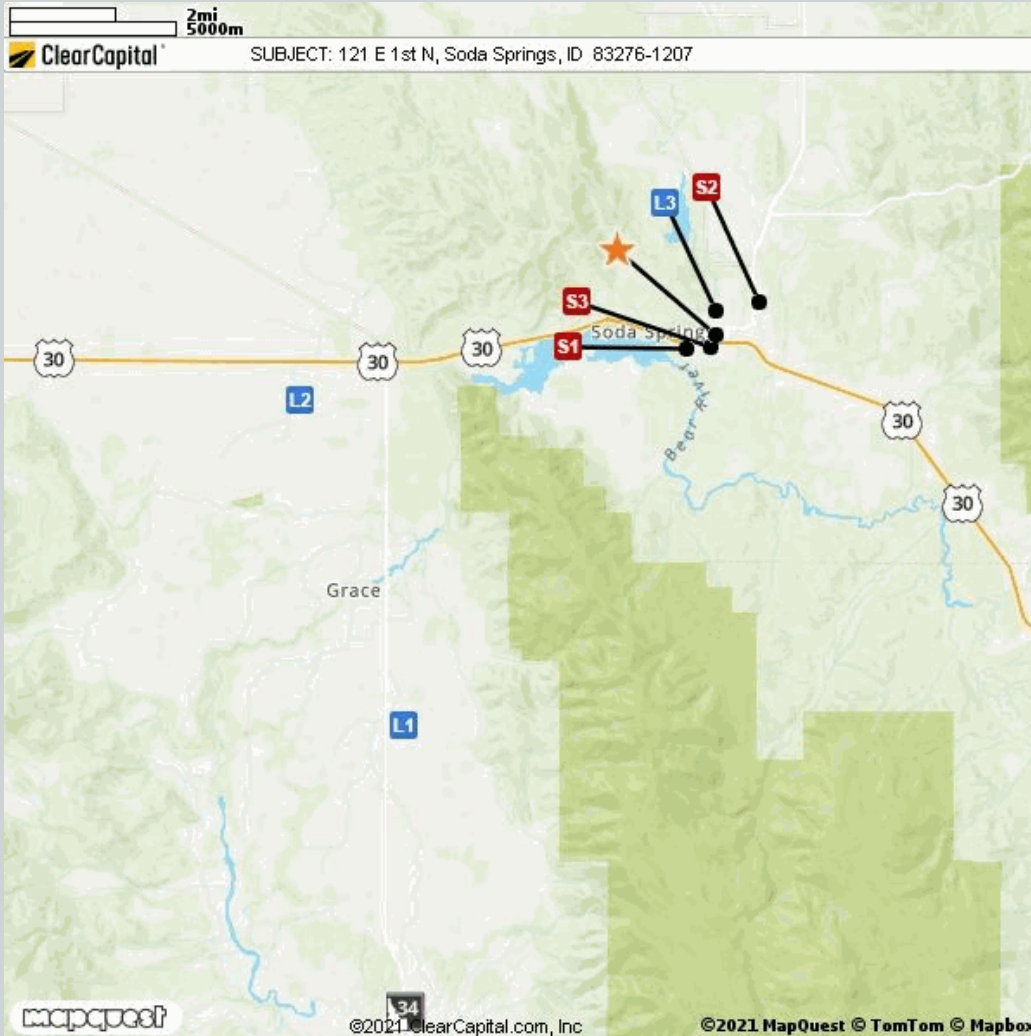 2mi
5000m
ClearCapital
SUBJECT: 121 E 1st N, Soda Springs, ID 83276-1207
S2
L3
S3
Soda Springs
S1
30
30
30
L2
Bear River
30
30
Grace
L1
34
mapquest
©2021 ClearCapital.com, Inc
©2021 MapQuest © TomTom © Mapbox